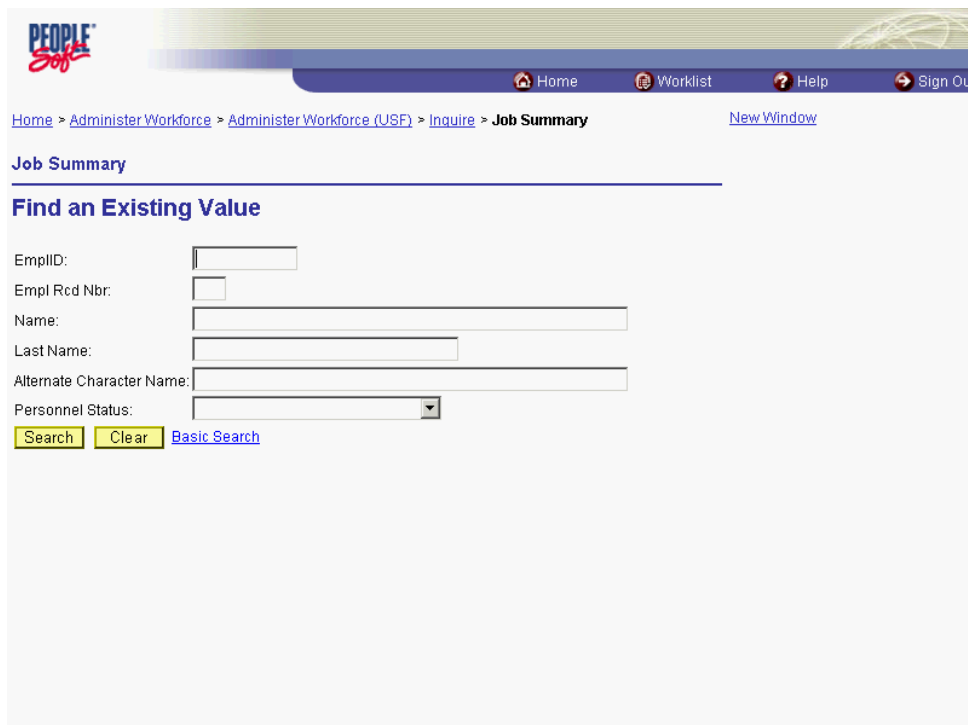 PEOPLE
Soft
Home Worklist Help Sign Ou
Home > Administer Workforce > Administer Workforce (USF) > Inquire > Job Summary New Window
Job Summary
Find an Existing Value
EmplID:
Empl Rcd Nbr:
Name:
Last Name:
Alternate Character Name:
Personnel Status:
Search Clear Basic Search